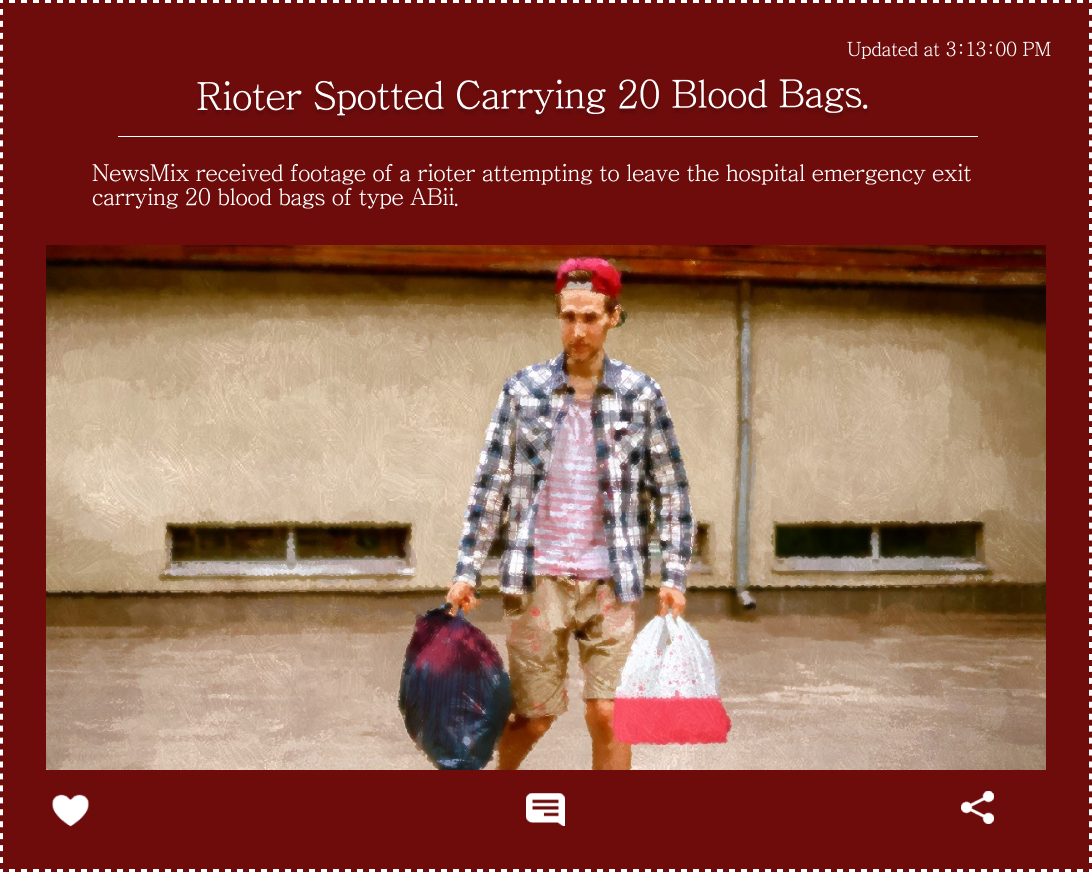 Updated at 3:13:00 PM
Rioter Spotted Carrying 20 Blood Bags.
NewsMix received footage of a rioter attempting to leave the hospital emergency exit
carrying 20 blood bags of type ABii.